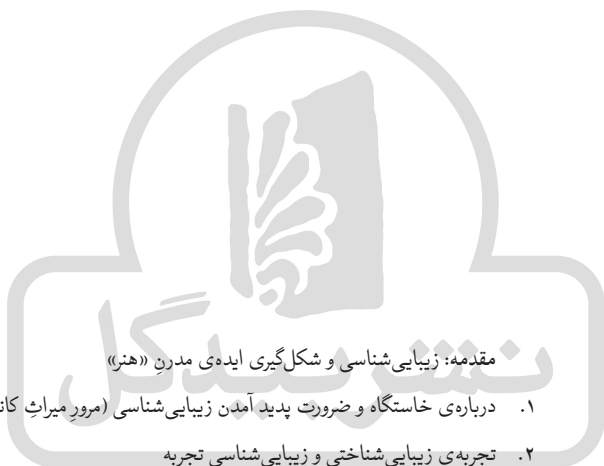 نشر بیدگل
مقدمه: زیبایی‌شناسی و شکل‌گیری ایده‌ی مدرنِ «هنر»
۱. درباره‌ی خاستگاه و ضرورت پدید آمدن زیبایی‌شناسی (مرورِ میراثِ
۲. تجربه‌ی زیبایی‌شناختی و زیبایی‌شناسی تجربه